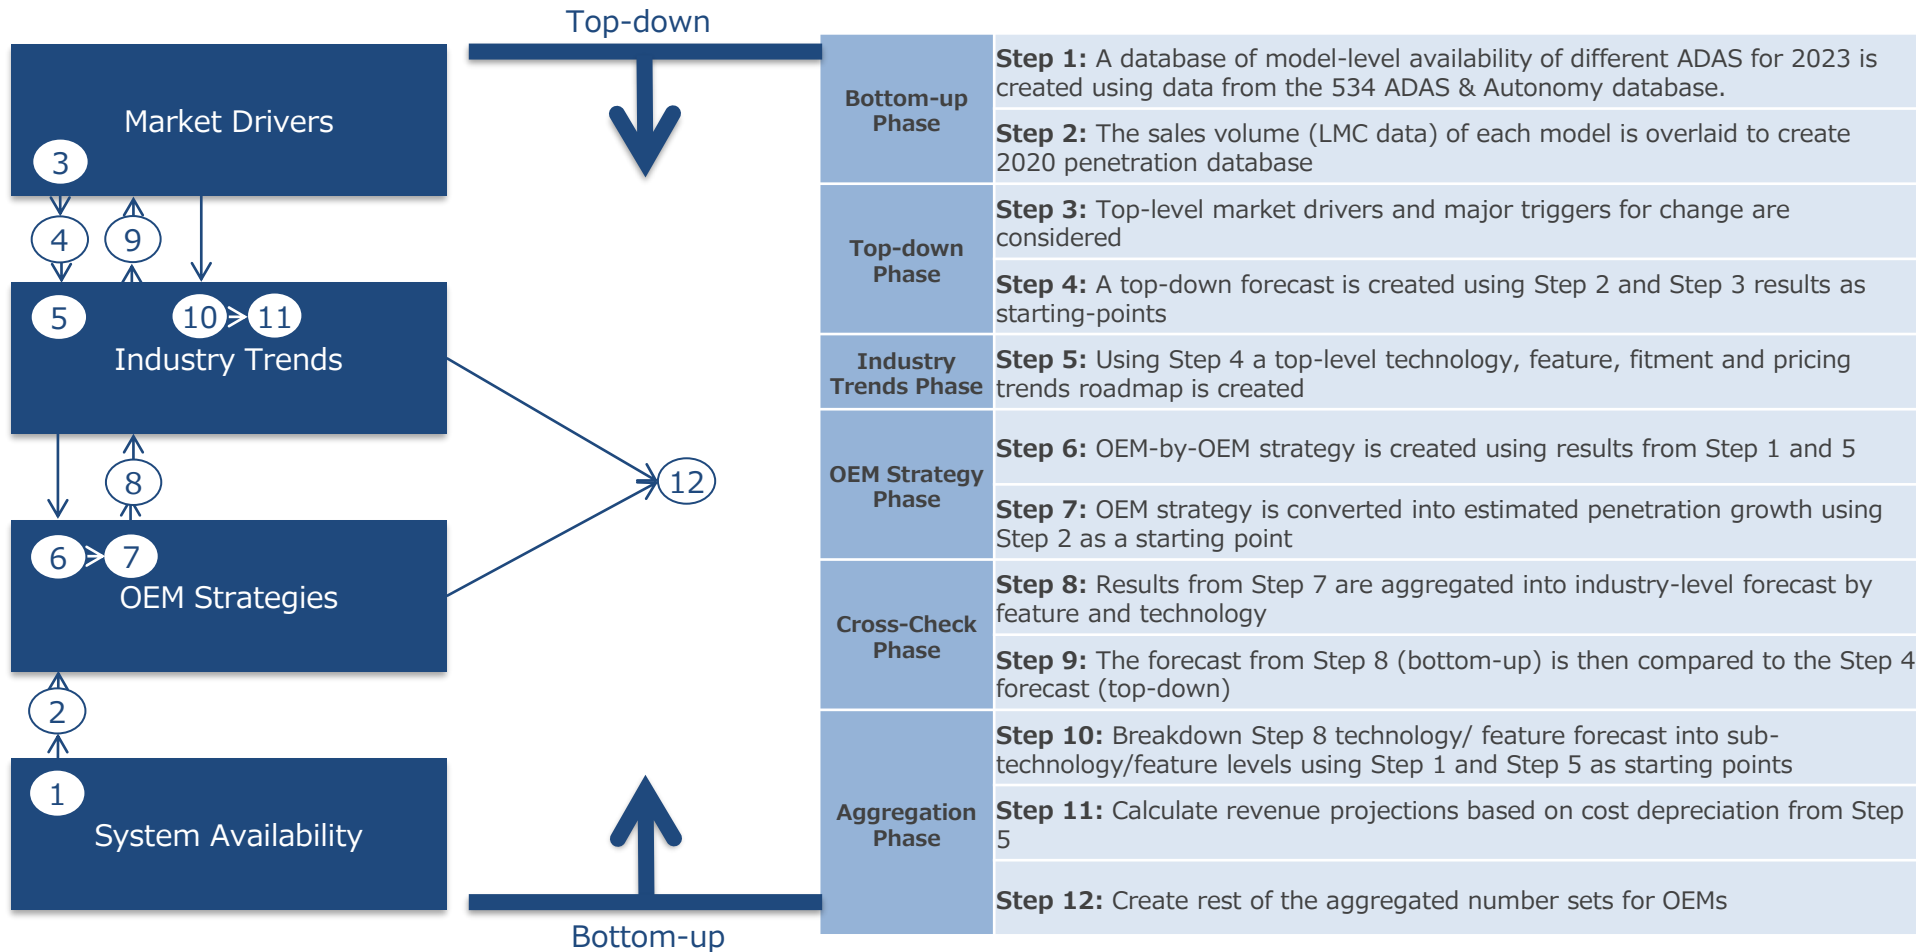 Top-down
Market Drivers
3
4
9
5
10
11
Industry Trends
8
12
6
7
OEM Strategies
2
1
System Availability
Bottom-up
Bottom-up
Phase
Step 1: A database of model-level availability of different ADAS for 2023 is
created using data from the 534 ADAS & Autonomy database.
Step 2: The sales volume (LMC data) of each model is overlaid to create
2020 penetration database
Top-down
Phase
Step 3: Top-level market drivers and major triggers for change are
considered
Step 4: A top-down forecast is created using Step 2 and Step 3 results as
starting-points
Industry
Trends Phase
Step 5: Using Step 4 a top-level technology, feature, fitment and pricing
trends roadmap is created
OEM Strategy
Phase
Step 6: OEM-by-OEM strategy is created using results from Step 1 and 5
Step 7: OEM strategy is converted into estimated penetration growth using
Step 2 as a starting point
Cross-Check
Phase
Step 8: Results from Step 7 are aggregated into industry-level forecast by
feature and technology
Step 9: The forecast from Step 8 (bottom-up) is then compared to the Step 4
forecast (top-down)
Aggregation
Phase
Step 10: Breakdown Step 8 technology/ feature forecast into sub-
technology/feature levels using Step 1 and Step 5 as starting points
Step 11: Calculate revenue projections based on cost depreciation from Step
5
Step 12: Create rest of the aggregated number sets for OEMs